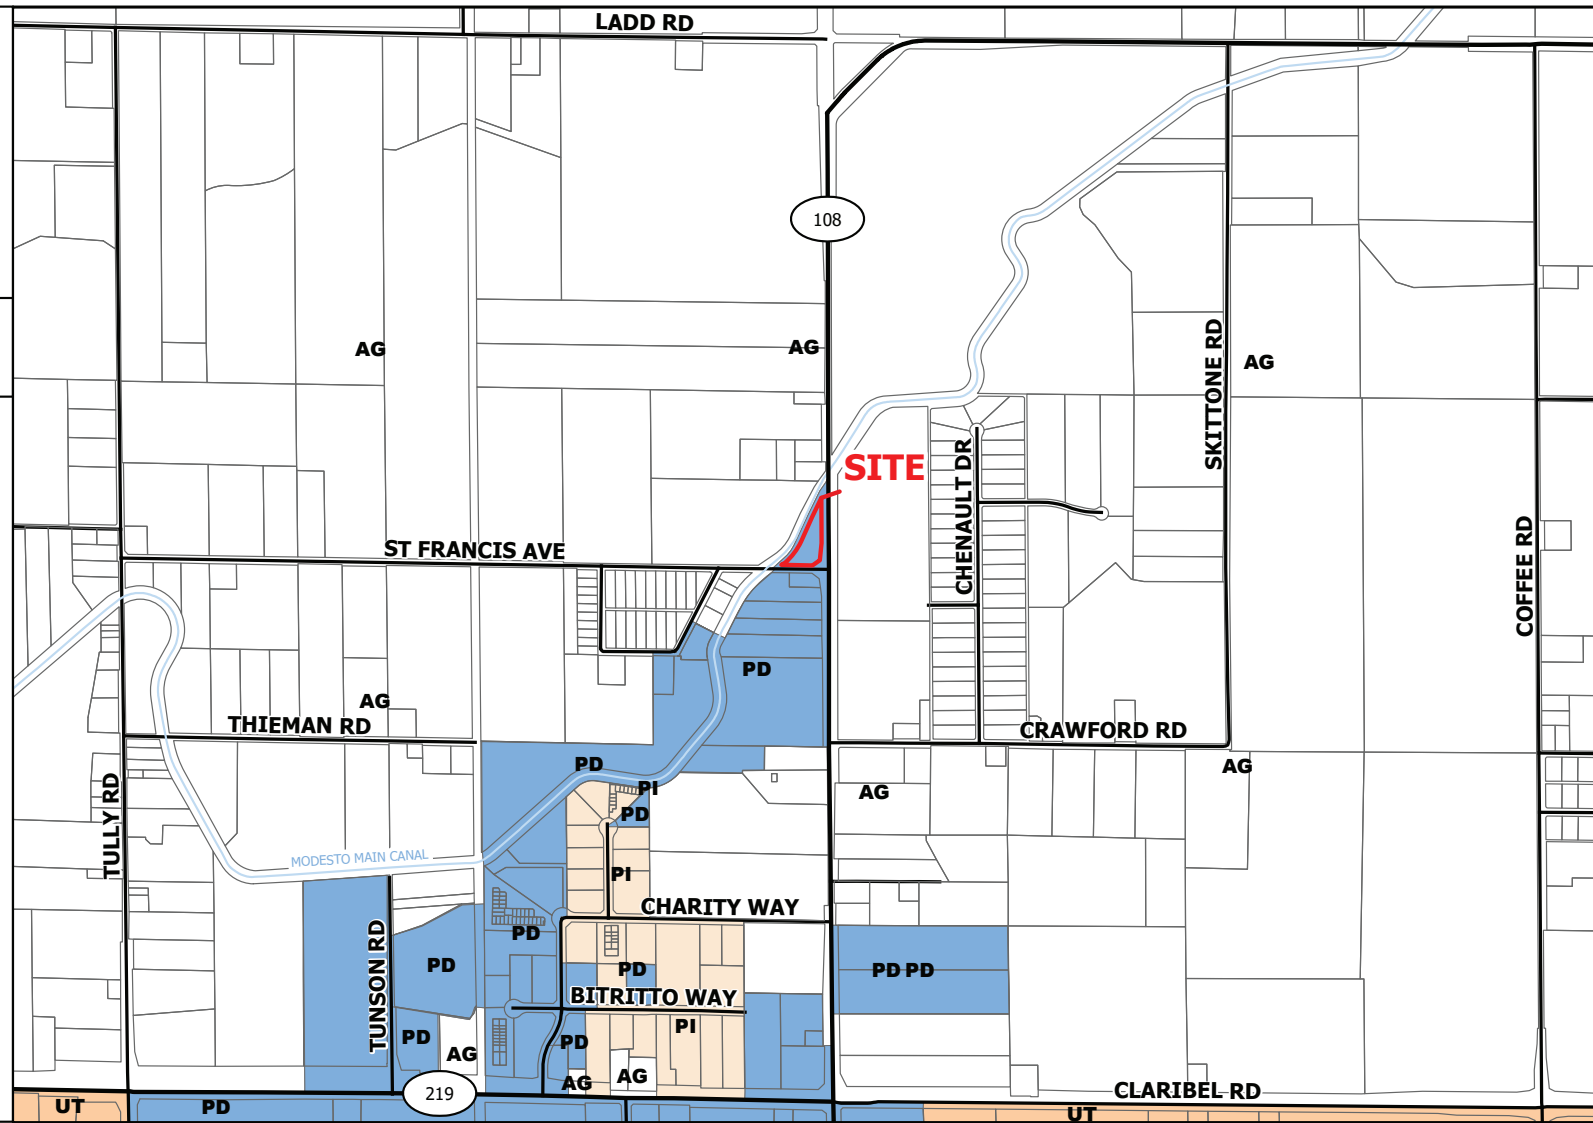 LADD RD
108
AG
AG
SKITTONE RD
AG
SITE
CHENAULT DR
COFFEE RD
ST FRANCIS AVE
PD
AG
THIEMAN RD
CRAWFORD RD
PD
PI
AG
AG
PD
TULLY RD
MODESTO MAIN CANAL
PI
CHARITY WAY
PD
TUNSON RD
PD
PD
PD PD
BITRITTO WAY
PI
PD
PD
AG
AG
AG
219
CLARIBEL RD
UT
PD
UT